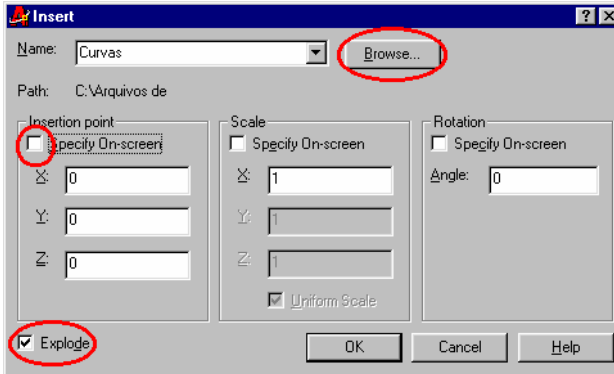 Insert
Name: Curvas Browse...
Path: C:\Arquivos de
Insertion point Scale Rotation
Specify On-screen Specify On-screen Specify On-screen
X: 0 X: 1 Angle: 0
Y: 0 Y: 1
Z: 0 Z: 1
Uniform Scale
Explode OK Cancel Help